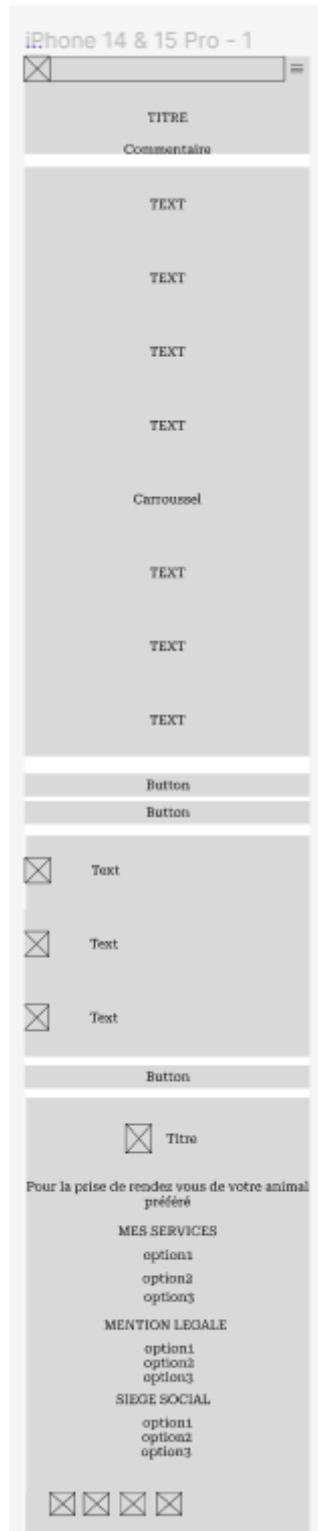 iPhone 14 & 15 Pro - 1
TITRE
Commentaire
TEXT
TEXT
TEXT
TEXT
Carroussel
TEXT
TEXT
TEXT
Button
Button
Text
Text
Text
Button
Titre
Pour la prise de rendez vous de votre animal
préféré
MES SERVICES
option1
option2
option3
MENTION LEGALE
option1
option2
option3
SIEGE SOCIAL
option1
option2
option3